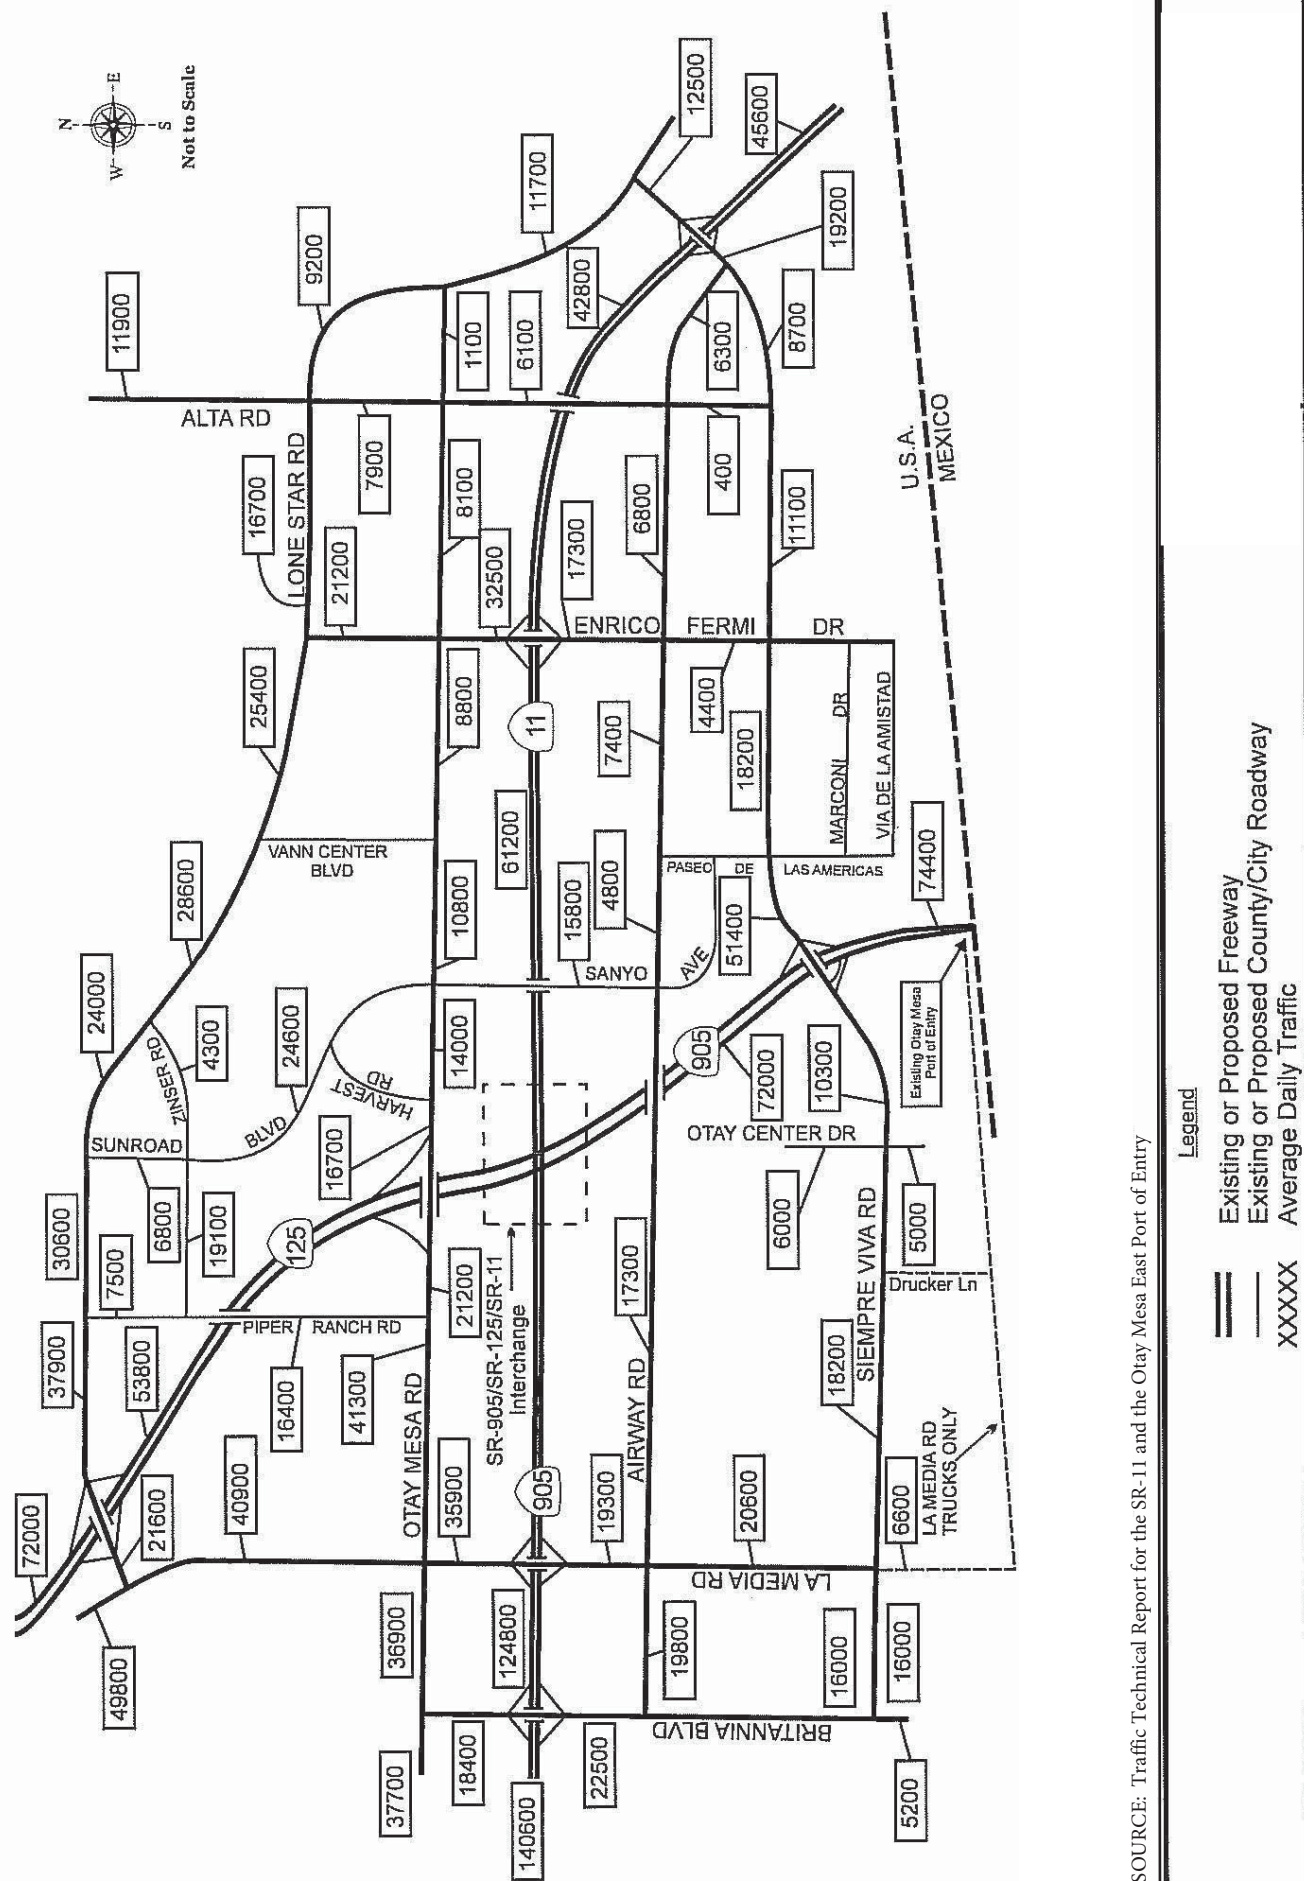 72000
49800
37900
30600
24000
N
W
E
S
Not to Scale
53800
7500
21600
SUNROAD
6800
ZINSER RD
4300
28600
11900
40900
19100
BLVD
24600
25400
16700
ALTA RD
LONE STAR RD
9200
125
PIPER RANCH RD
16400
16700
HARVEST RD
VANN CENTER
BLVD
21200
7900
41300
37700
36900
OTAY MESA RD
21200
14000
10800
8800
8100
1100
18400
35900
SR-905/SR-125/SR-11
Interchange
32500
6100
11700
140600
124800
905
61200
11
42800
22500
19300
15800
17300
SANYO
AVE
4800
7400
ENRICO FERMI DR
6800
AIRWAY RD
17300
19800
905
PASEO DE LAS AMERICAS
4400
400
6300
12500
BRITANNIA BLVD
LA MEDIA RD
20600
OTAY CENTER DR
72000
51400
18200
45600
6000
10300
11100
8700
19200
16000
18200
SIEMPRE VIVA RD
MARCONI DR
VIA DE LA AMISTAD
16000
6600
5000
Existing Otay Mesa
Port of Entry
74400
5200
LA MEDIA RD
TRUCKS ONLY
Drucker Ln
U.S.A.
MEXICO
SOURCE: Traffic Technical Report for the SR-11 and the Otay Mesa East Port of Entry
Legend
Existing or Proposed Freeway
Existing or Proposed County/City Roadway
XXXXX Average Daily Traffic